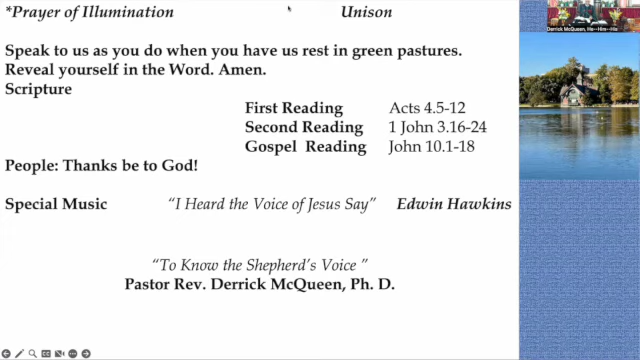 *Prayer of Illumination Unison
Derrick McQueen, He~Him~His
Speak to us as you do when you have us rest in green pastures.
Reveal yourself in the Word. Amen.
Scripture
First Reading Acts 4.5-12
Second Reading 1 John 3.16-24
Gospel Reading John 10.1-18
People: Thanks be to God!
Special Music “I Heard the Voice of Jesus Say” Edwin Hawkins
“To Know the Shepherd’s Voice ”
Pastor Rev. Derrick McQueen, Ph. D.